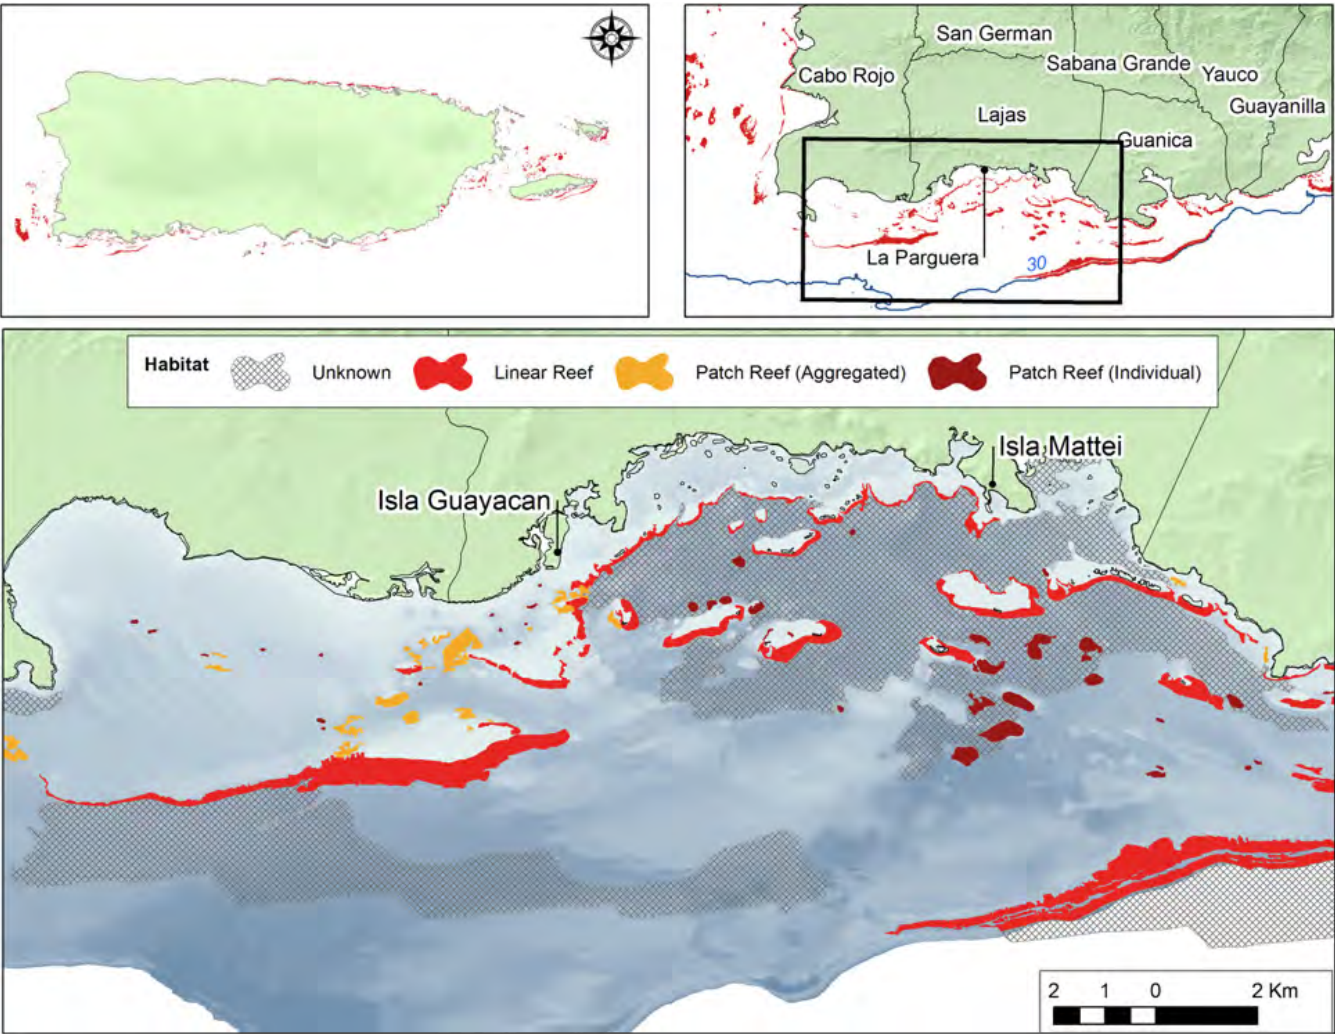 San German
Cabo Rojo
Sabana Grande
Yauco
Lajas
Guayanilla
Guanica
La Parguera
30
Habitat
Unknown
Linear Reef
Patch Reef (Aggregated)
Patch Reef (Individual)
Isla Mattei
Isla Guayacan
2 1 0 2 Km